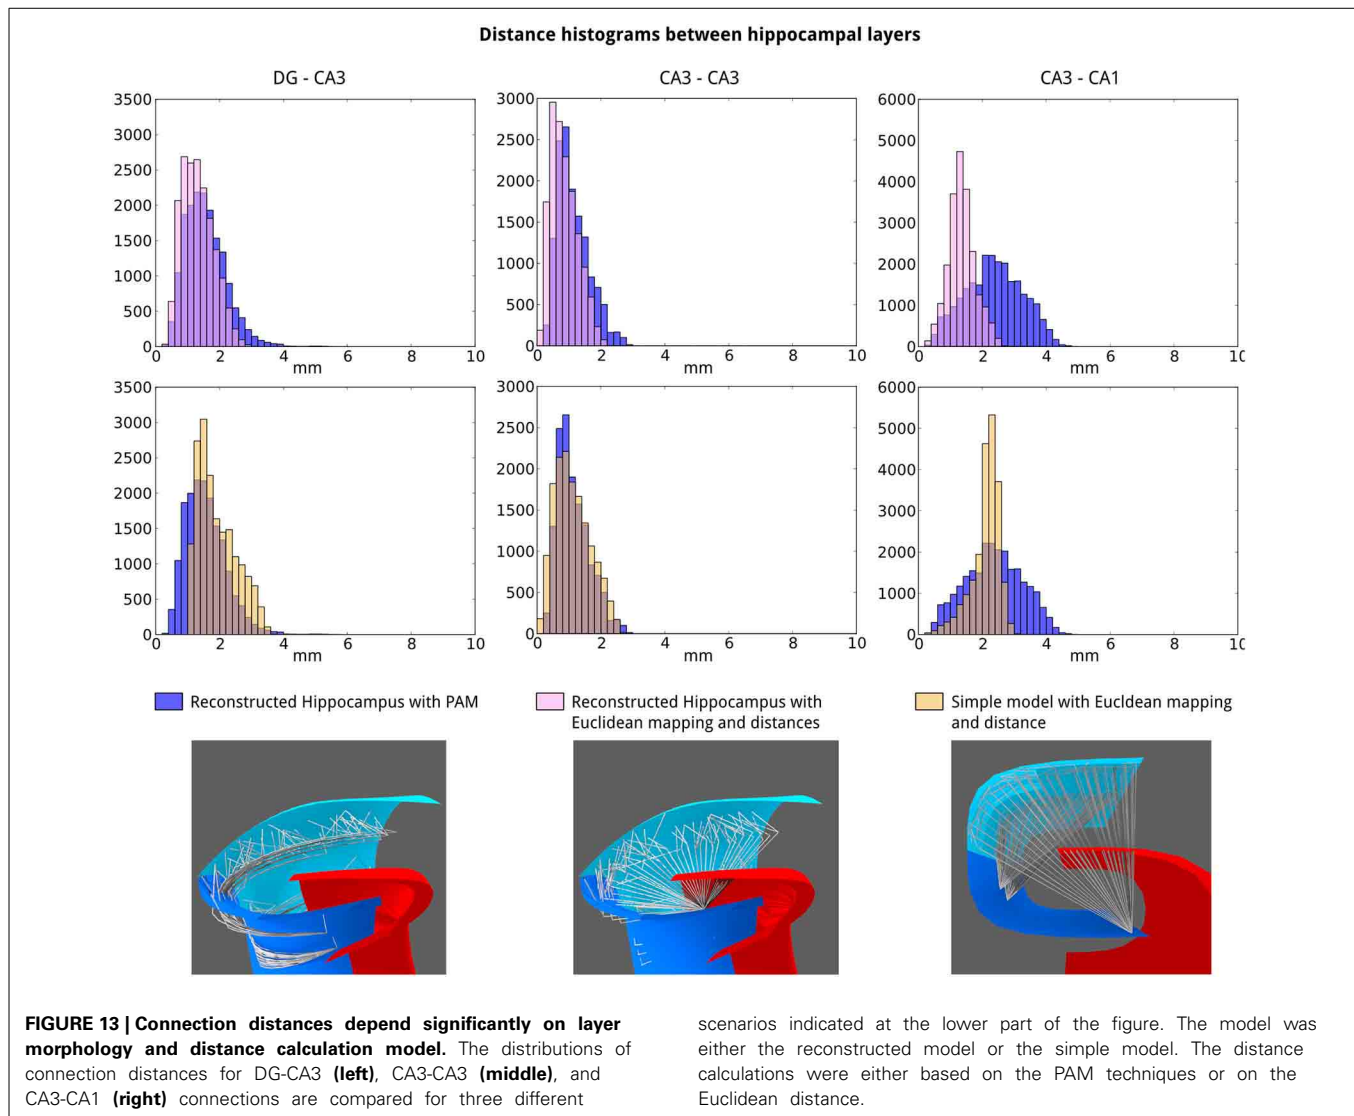 Distance histograms between hippocampal layers
DG - CA3
CA3 - CA3
CA3 - CA1
3500
3000
2500
2000
1500
1000
500
0
0 2 4 6 8 10
mm
3000
2500
2000
1500
1000
500
0
0 2 4 6 8 10
mm
6000
5000
4000
3000
2000
1000
0
0 2 4 6 8 10
mm
3500
3000
2500
2000
1500
1000
500
0
0 2 4 6 8 10
mm
3000
2500
2000
1500
1000
500
0
0 2 4 6 8 10
mm
6000
5000
4000
3000
2000
1000
0
0 2 4 6 8 10
mm
Reconstructed Hippocampus with PAM
Reconstructed Hippocampus with
Euclidean mapping and distances
Simple model with Eucldean mapping
and distance
FIGURE 13 | Connection distances depend significantly on layer
morphology and distance calculation model. The distributions of
connection distances for DG-CA3 (left), CA3-CA3 (middle), and
CA3-CA1 (right) connections are compared for three different
scenarios indicated at the lower part of the figure. The model was
either the reconstructed model or the simple model. The distance
calculations were either based on the PAM techniques or on the
Euclidean distance.